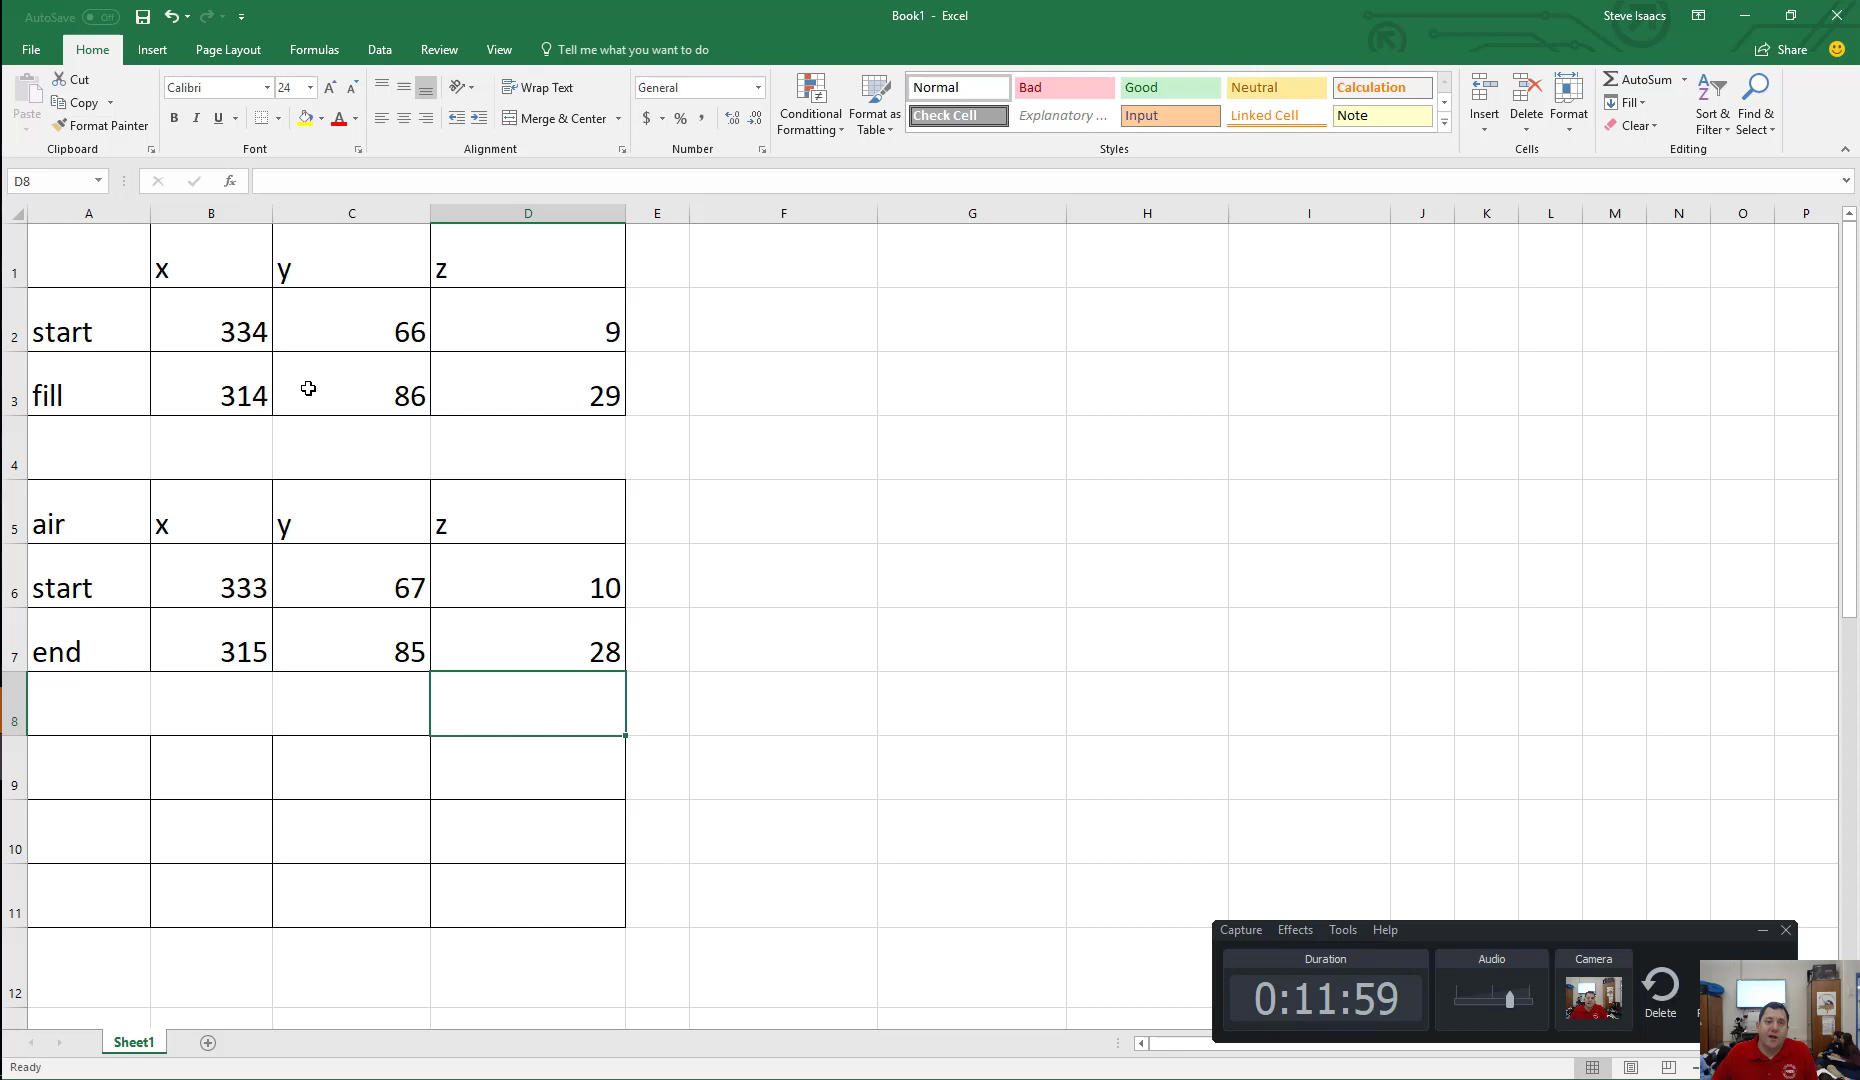 AutoSave Off Book1 - Excel Steve Isaacs
File Home Insert Page Layout Formulas Data Review View Tell me what you want to do Share
Paste Cut Copy Format Painter Clipboard
Calibri 24 A A B I U A Font
Wrap Text Merge & Center Alignment
General $ % , Number
Conditional Formatting Format as Table
Normal Bad Good Neutral Calculation
Check Cell Explanatory ... Input Linked Cell Note
Styles
Insert Delete Format Cells
AutoSum Fill Clear Sort & Filter Find & Select Editing
D8 fx
A B C D E F G H I J K L M N O P
1 x y z
2 start 334 66 9
3 fill 314 86 29
4
5 air x y z
6 start 333 67 10
7 end 315 85 28
8
9
10
11
12
Capture Effects Tools Help
Duration Audio Camera
0:11:59 Delete
Sheet1
Ready